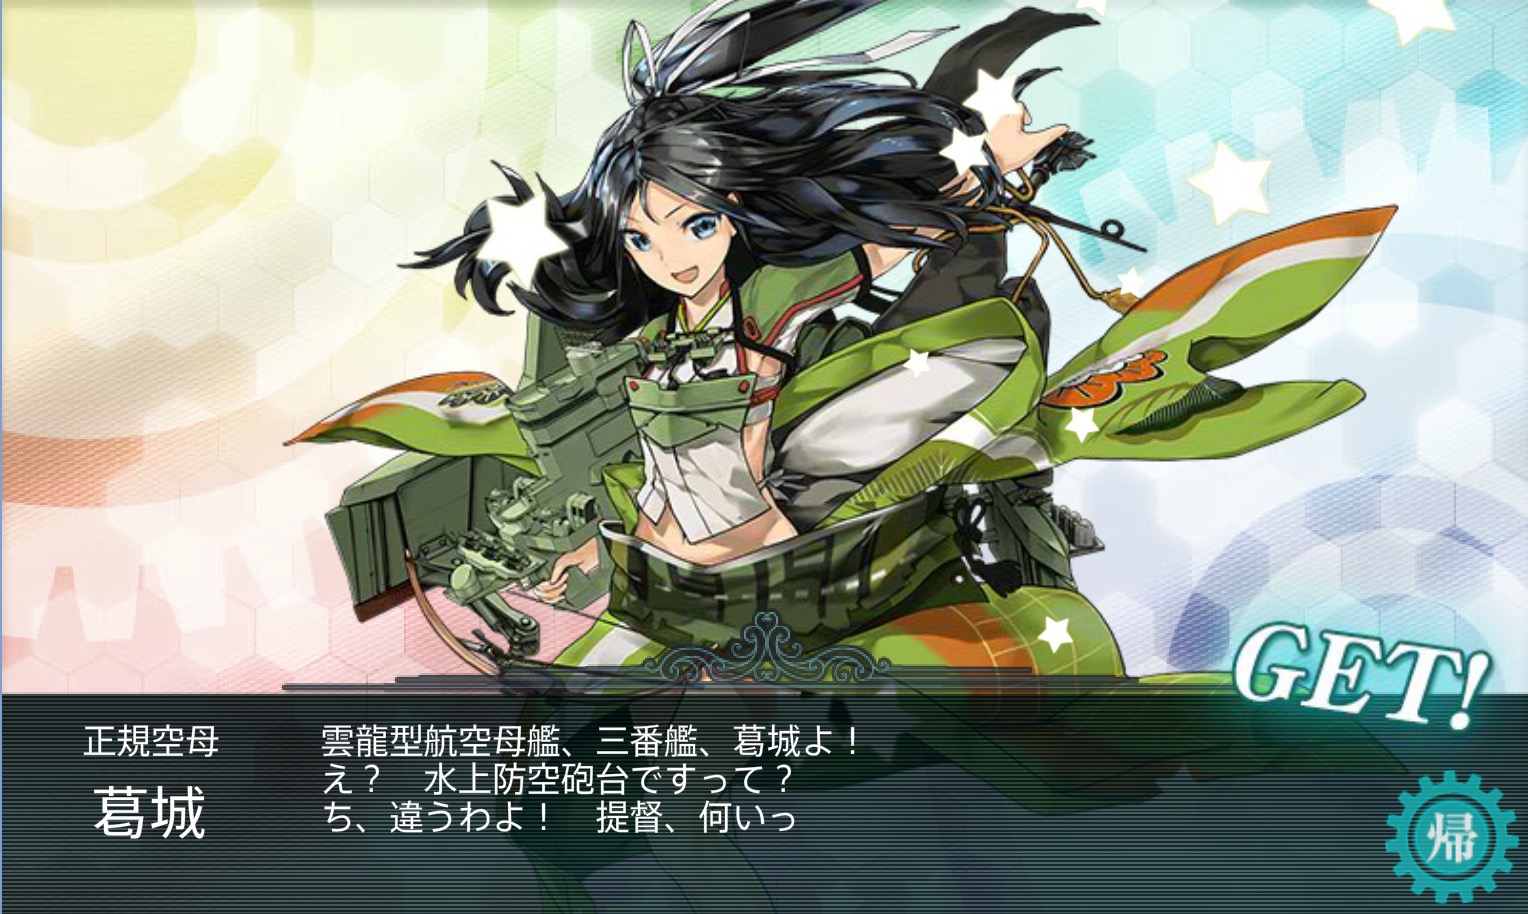 GET!
正規空母
葛城
雲龍型航空母艦、三番艦、葛城よ！
え？　水上防空砲台ですって？
ち、違うわよ！　提督、何いっ
帰